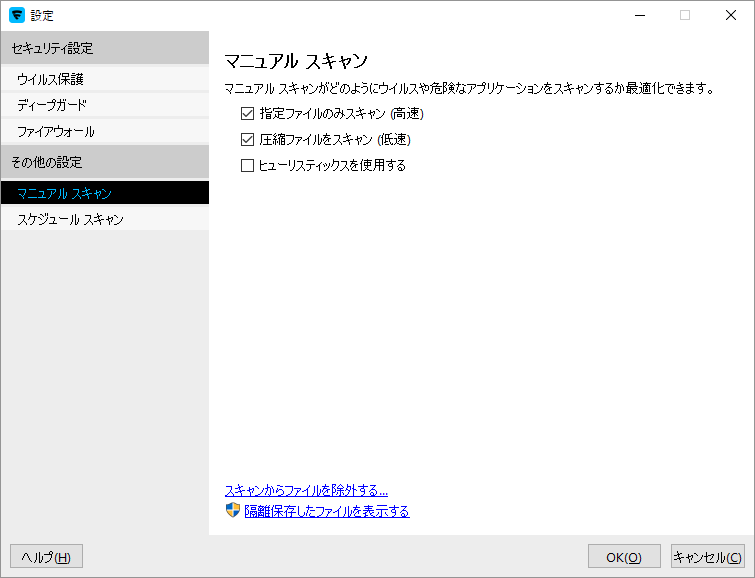 設定
セキュリティ設定
ウイルス保護
ディープガード
ファイアウォール
その他の設定
マニュアル スキャン
スケジュール スキャン
マニュアル スキャン
マニュアル スキャンがどのようにウイルスや危険なアプリケーションをスキャンするか最適化できます。
指定ファイルのみスキャン (高速)
圧縮ファイルをスキャン (低速)
ヒューリスティックスを使用する
スキャンからファイルを除外する...
隔離保存したファイルを表示する
ヘルプ(H)
OK(O)
キャンセル(C)